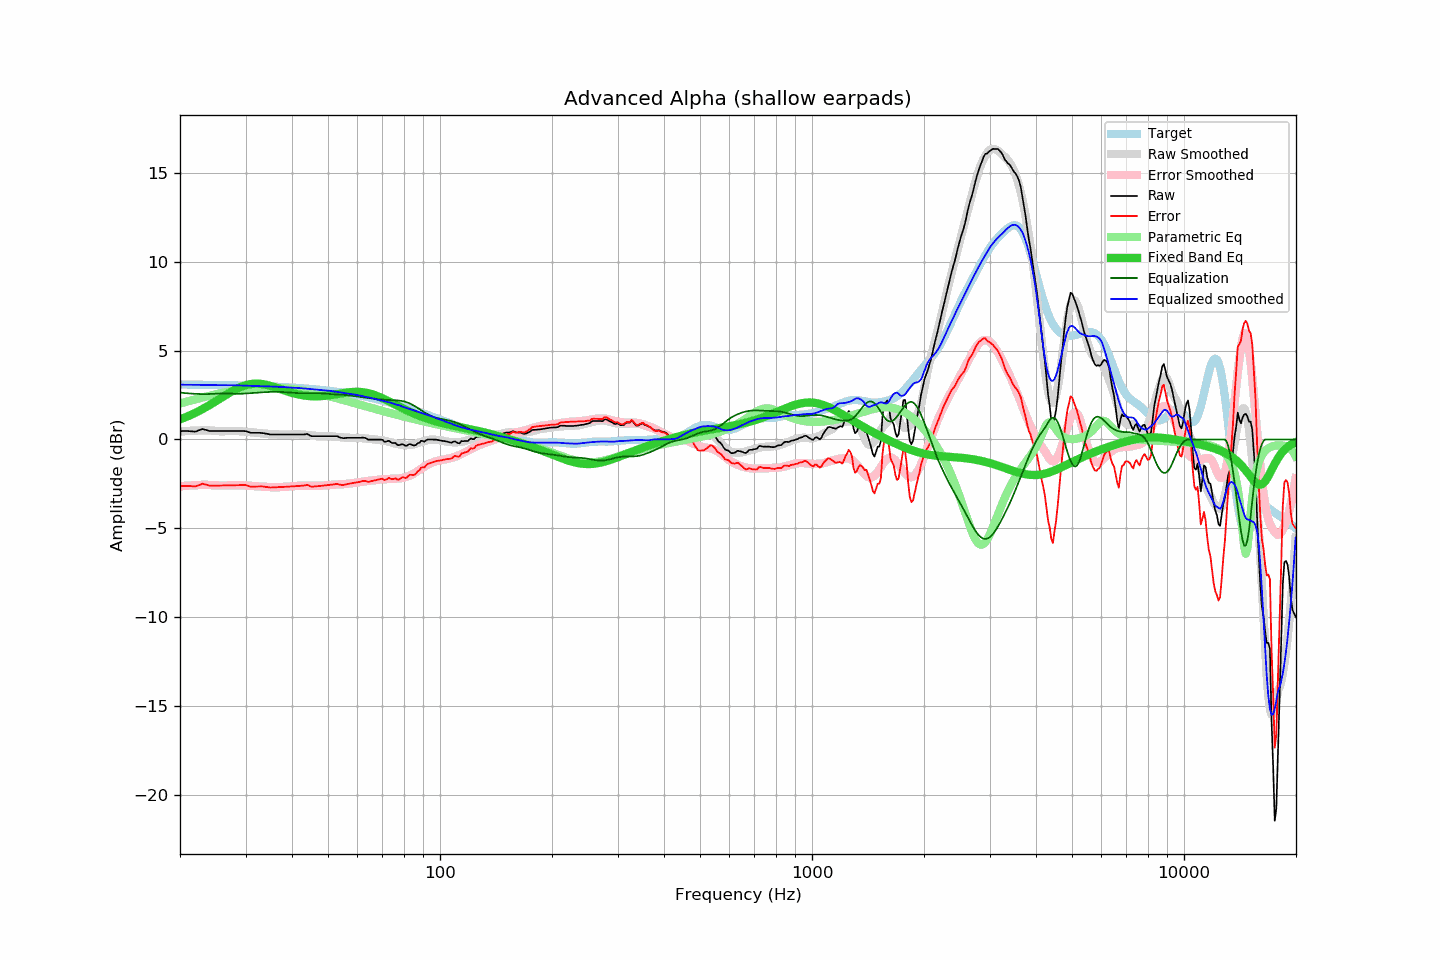 Advanced Alpha (shallow earpads)
Target
Raw Smoothed
Error Smoothed
Raw
Error
Parametric Eq
Fixed Band Eq
Equalization
Equalized smoothed
Amplitude (dBr)
15
10
5
0
−5
−10
−15
−20
100
1000
10000
Frequency (Hz)